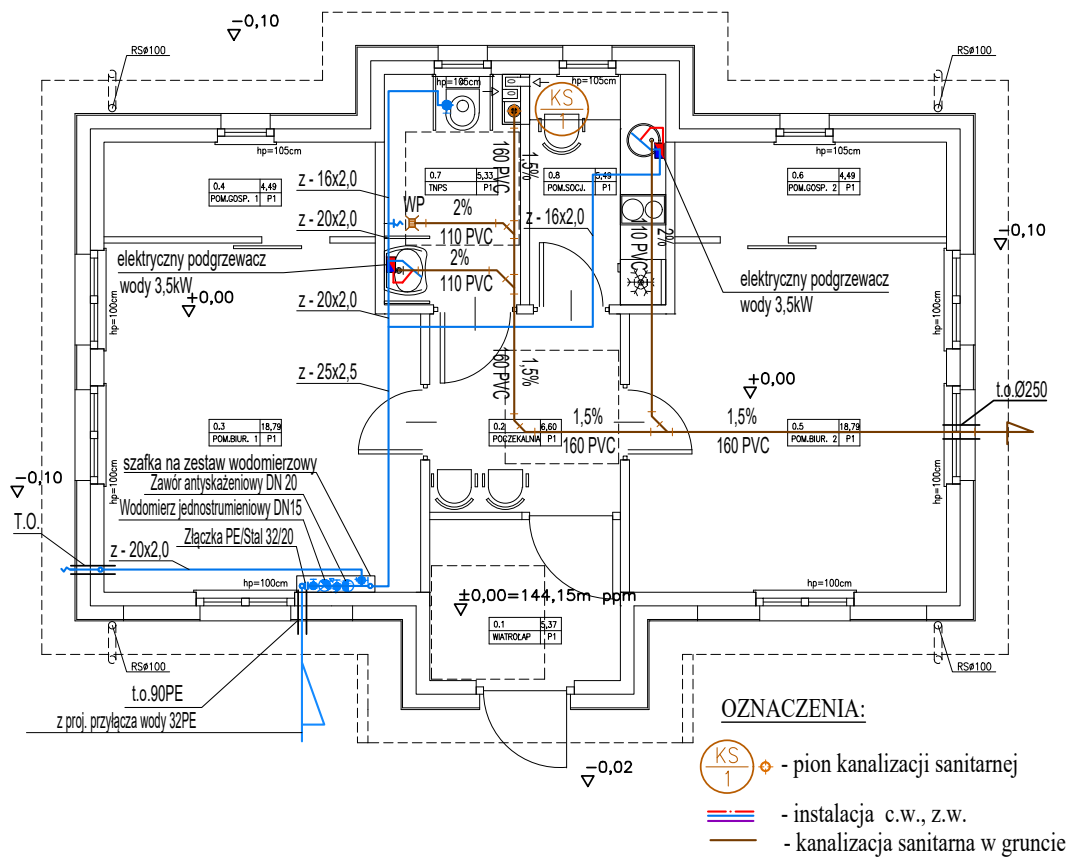 -0,10
RSø100
RSø100
hp=105cm
hp=105cm
KS
1
hp=105cm
hp=105cm
160 PVC
1,5%
z - 16x2,0
0.4 4,49
POM.GOSP. 1 P1
0.7 5,33
TNPS P1
0.8 5,49
POM.SOCJ. P1
0.6 4,49
POM.GOSP. 2 P1
WP
2%
110 PVC
z - 20x2,0
z - 16x2,0
110 PVC
2%
-0,10
elektryczny podgrzewacz
wody 3,5kW
2%
110 PVC
elektryczny podgrzewacz
wody 3,5kW
+0,00
hp=100cm
hp=100cm
z - 20x2,0
160 PVC
1,5%
z - 25x2,5
+0,00
t.o.Ø250
0.3 18,79
POM.BIUR. 1 P1
0.2 6,60
POCZEKALNIA P1
1,5%
160 PVC
1,5%
160 PVC
0.5 18,79
POM.BIUR. 2 P1
szafka na zestaw wodomierzowy
Zawór antyskażeniowy DN 20
-0,10
Wodomierz jednostrumieniowy DN15
T.O.
Złączka PE/Stal 32/20
hp=100cm
hp=100cm
z - 20x2,0
hp=100cm
hp=100cm
±0,00=144,15m ppm
0.1 5,37
WIATROŁAP P1
RSø100
RSø100
t.o.90PE
z proj. przyłącza wody 32PE
OZNACZENIA:
-0,02
KS
1
- pion kanalizacji sanitarnej
- instalacja c.w., z.w.
- kanalizacja sanitarna w gruncie